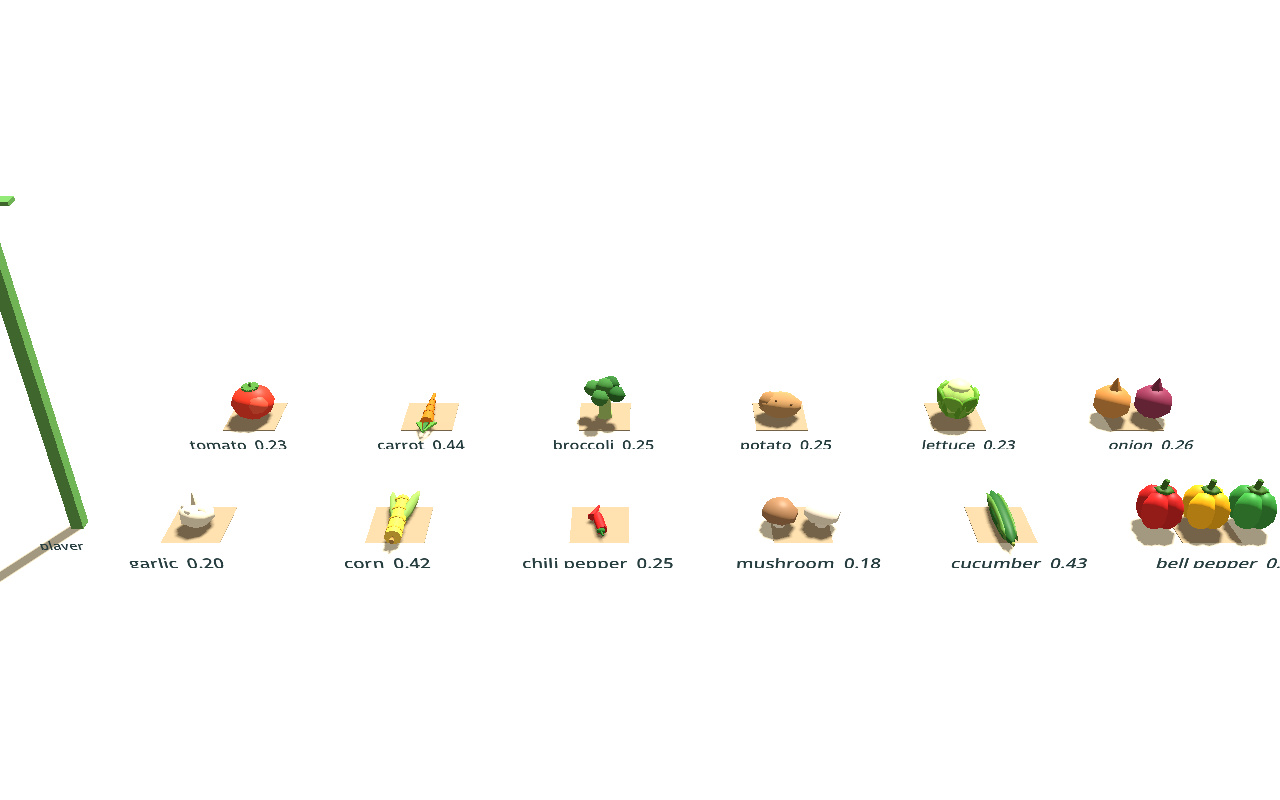 tomato 0.23
carrot 0.44
broccoli 0.25
potato 0.25
lettuce 0.23
onion 0.26
player
garlic 0.20
corn 0.42
chili pepper 0.25
mushroom 0.18
cucumber 0.43
bell pepper 0.